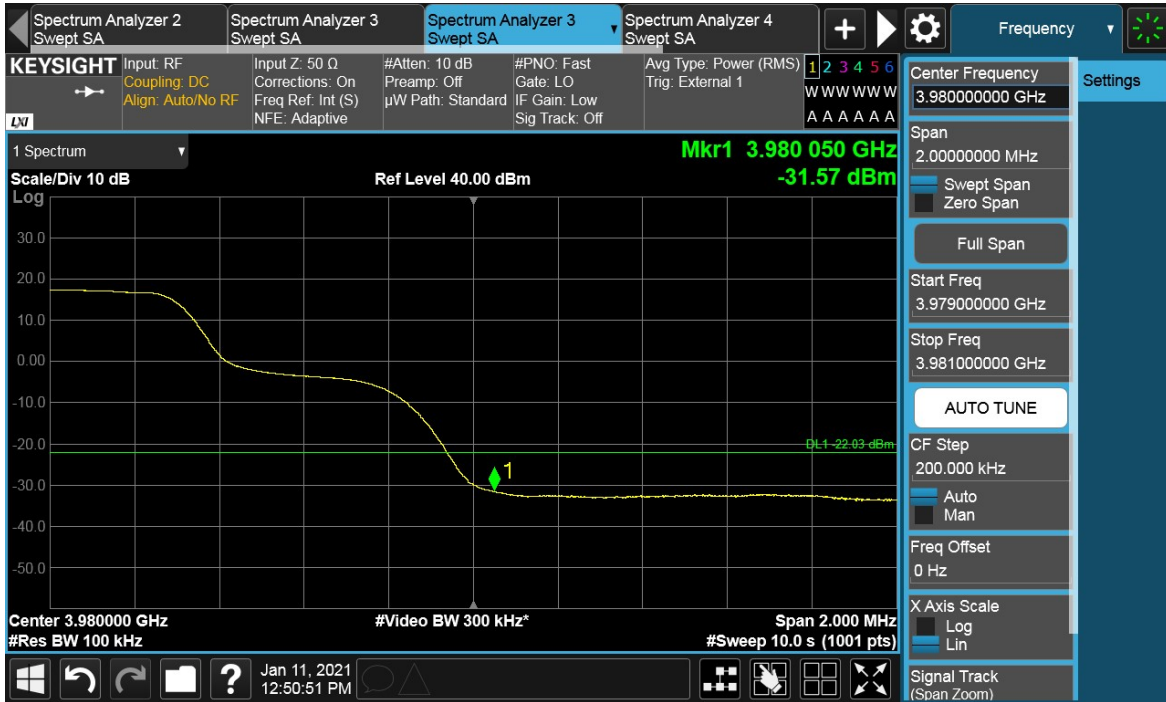 Spectrum Analyzer 2
Swept SA
Spectrum Analyzer 3
Swept SA
Spectrum Analyzer 3
Swept SA
Spectrum Analyzer 4
Swept SA
+
Frequency
KEYSIGHT
LXI
Input: RF
Coupling: DC
Align: Auto/No RF
Input Z: 50 Ω
Corrections: On
Freq Ref: Int (S)
NFE: Adaptive
#Atten: 10 dB
Preamp: Off
µW Path: Standard
#PNO: Fast
Gate: LO
IF Gain: Low
Sig Track: Off
Avg Type: Power (RMS)
Trig: External 1
1 2 3 4 5 6
W W W W W W
A A A A A A
1 Spectrum
Scale/Div 10 dB
Log
Ref Level 40.00 dBm
Mkr1 3.980 050 GHz
-31.57 dBm
30.0
20.0
10.0
0.00
-10.0
-20.0
-30.0
-40.0
-50.0
DL1 -22.03 dBm
1
Center 3.980000 GHz
#Res BW 100 kHz
#Video BW 300 kHz*
Span 2.000 MHz
#Sweep 10.0 s (1001 pts)
?
Jan 11, 2021
12:50:51 PM
Center Frequency
3.980000000 GHz
Settings
Span
2.00000000 MHz
Swept Span
Zero Span
Full Span
Start Freq
3.979000000 GHz
Stop Freq
3.981000000 GHz
AUTO TUNE
CF Step
200.000 kHz
Auto
Man
Freq Offset
0 Hz
X Axis Scale
Log
Lin
Signal Track
(Span Zoom)